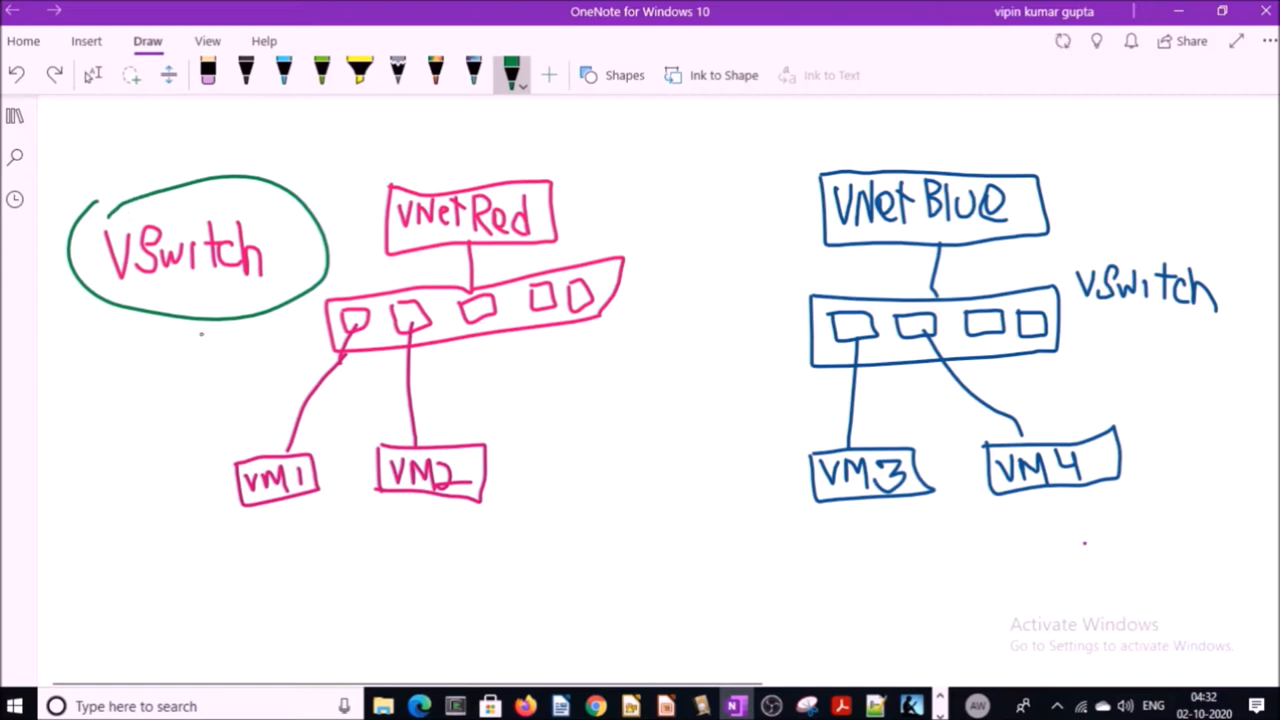 OneNote for Windows 10
vipin kumar gupta
Home Insert Draw View Help
Share
Shapes Ink to Shape Ink to Text
VSwitch
VNetRed
VNetBlue
VSwitch
VM1
VM2
VM3
VM4
Activate Windows
Go to Settings to activate Windows.
Type here to search
AW
ENG
04:32
02-10-2020